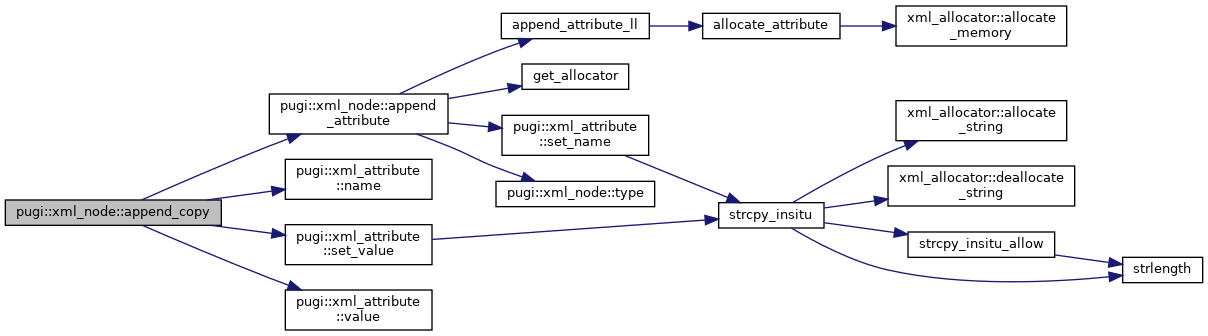 pugi::xml_node::append_copy
pugi::xml_node::append
_attribute
pugi::xml_attribute
::name
pugi::xml_attribute
::set_value
pugi::xml_attribute
::value
append_attribute_ll
get_allocator
pugi::xml_attribute
::set_name
pugi::xml_node::type
allocate_attribute
strcpy_insitu
xml_allocator::allocate
_memory
xml_allocator::allocate
_string
xml_allocator::deallocate
_string
strcpy_insitu_allow
strlength